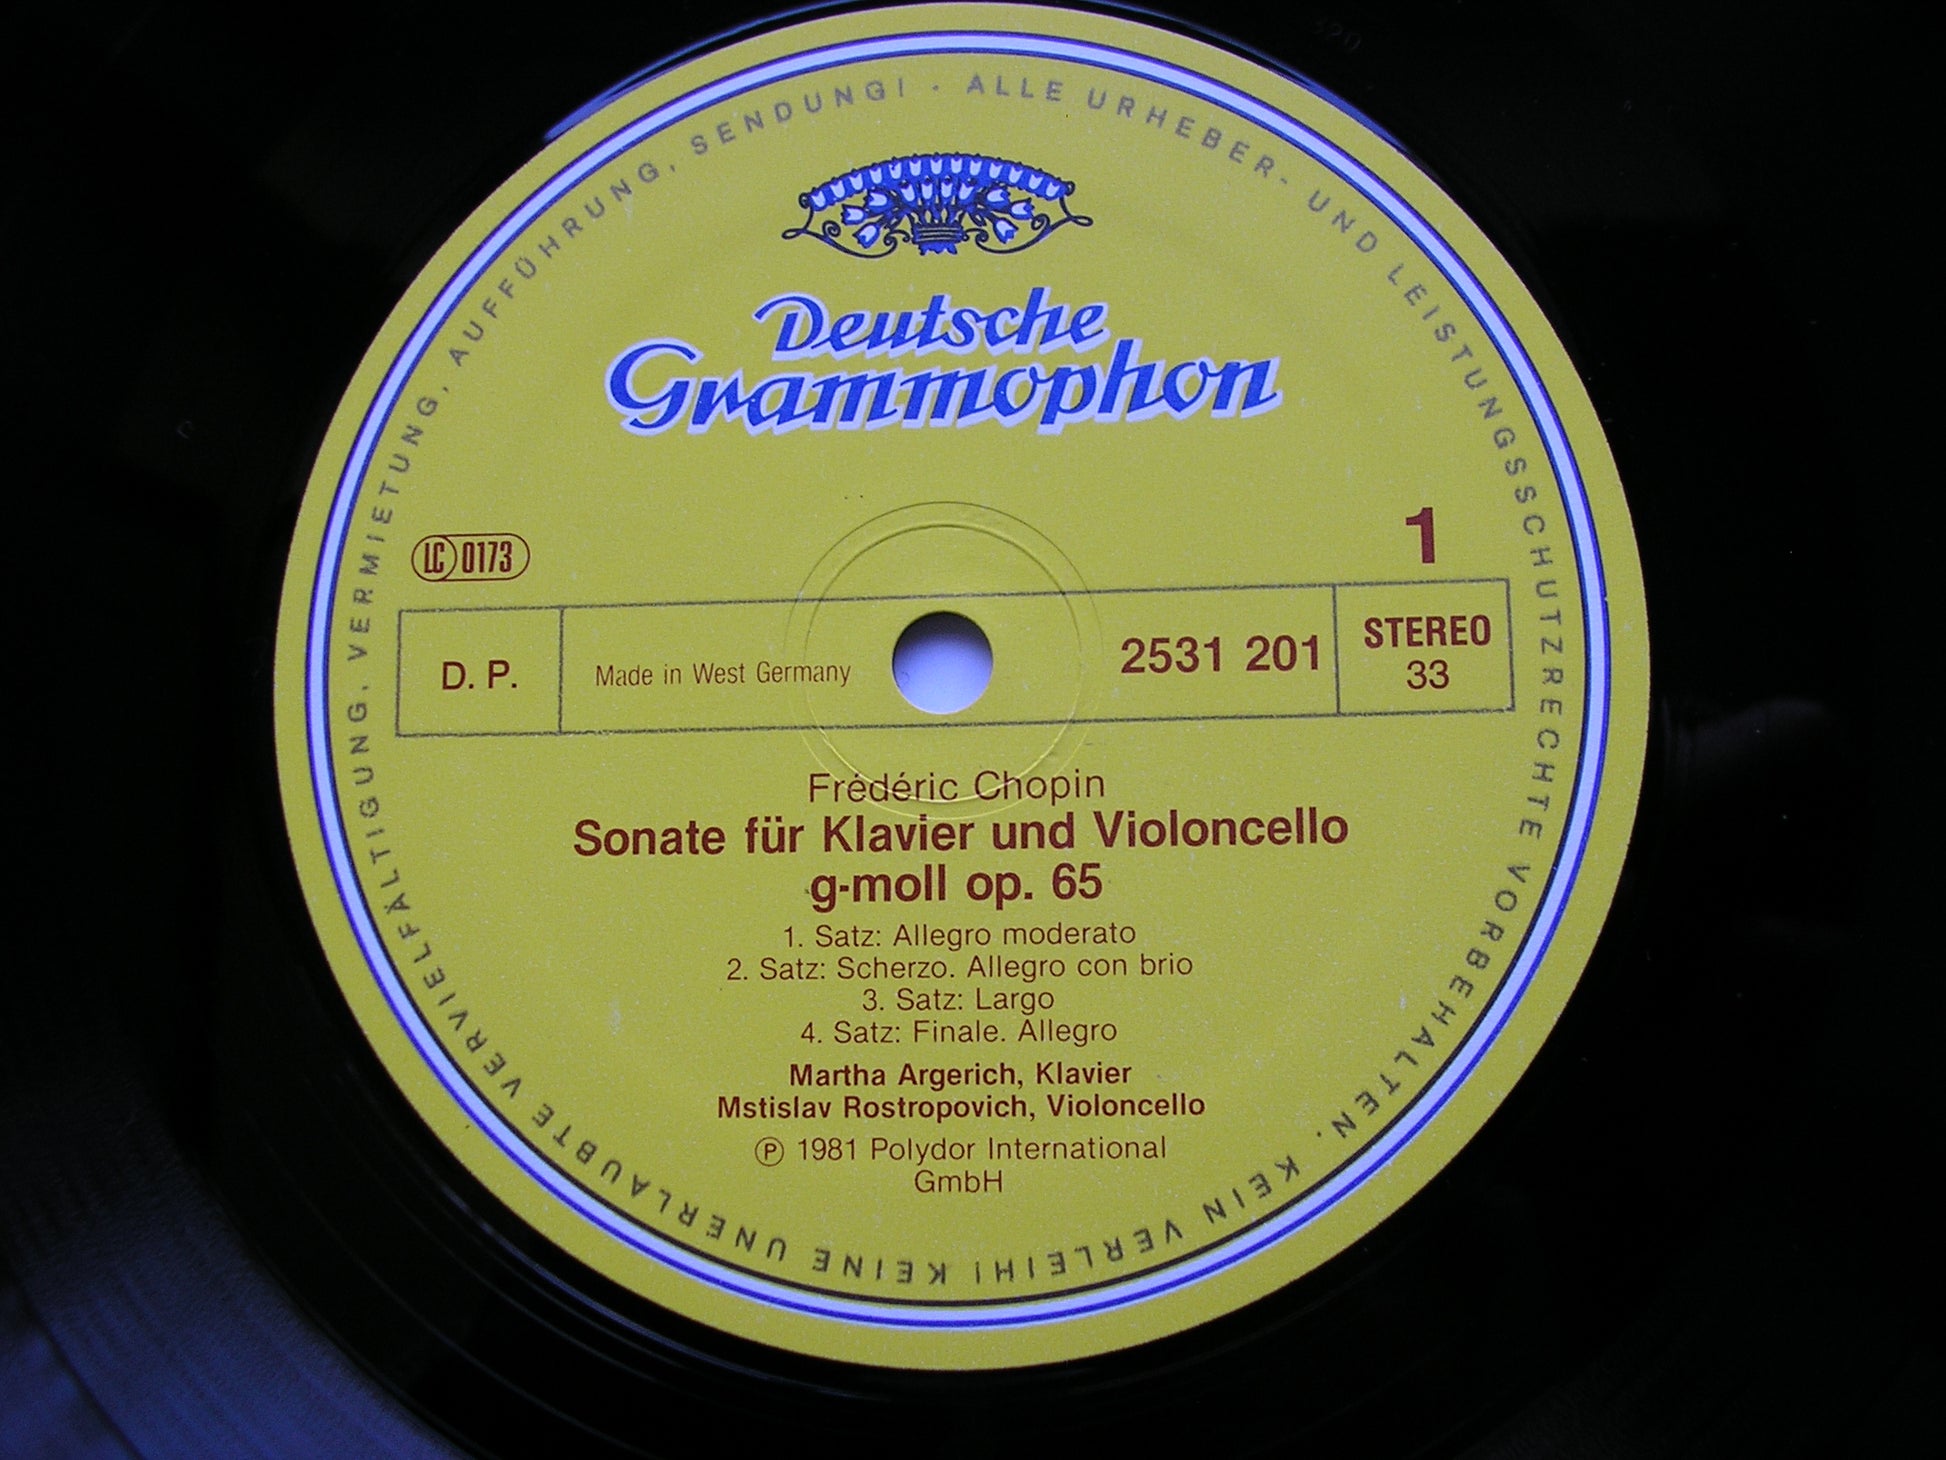 ALLE URHEBER- UND LEISTUNGSSCHUTZRECHTE VORBEHALTEN. KEIN VERLEIH! KEINE UNERLAUBTE VERVIELFÄLTIGUNG, VERMIETUNG, AUFFÜHRUNG, SENDUNG! ·
Deutsche
Grammophon
1
LC 0173
D. P.
Made in West Germany
2531 201
STEREO
33
Frédéric Chopin
Sonate für Klavier und Violoncello
g-moll op. 65
1. Satz: Allegro moderato
2. Satz: Scherzo. Allegro con brio
3. Satz: Largo
4. Satz: Finale. Allegro
Martha Argerich, Klavier
Mstislav Rostropovich, Violoncello
Ⓟ 1981 Polydor International
GmbH